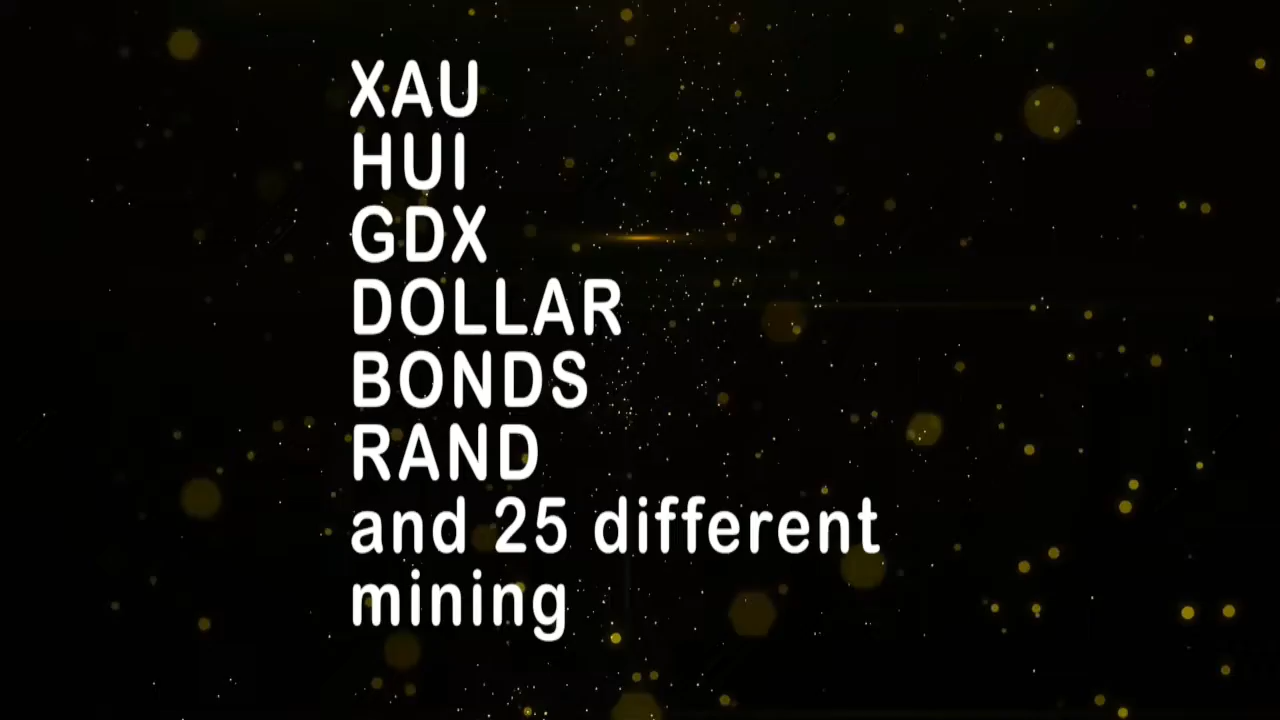 XAU
HUI
GDX
DOLLAR
BONDS
RAND
and 25 different
mining